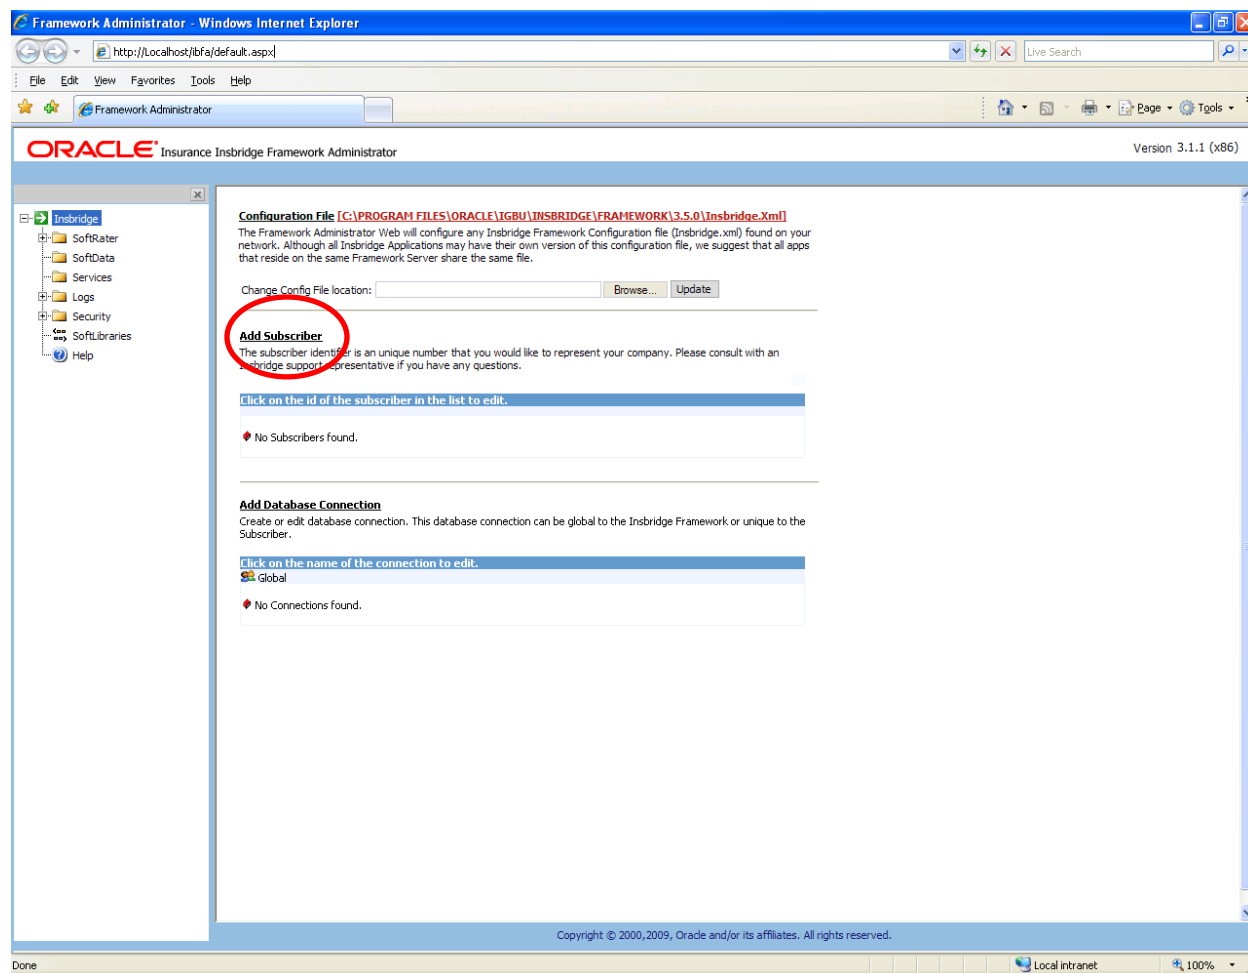 Framework Administrator - Windows Internet Explorer
http://Localhost/ibfa/default.aspx
Live Search
File Edit View Favorites Tools Help
Framework Administrator
Page Tools
ORACLE Insurance Insbridge Framework Administrator
Version 3.1.1 (x86)
Insbridge
SoftRater
SoftData
Services
Logs
Security
SoftLibraries
Help
Configuration File [C:\PROGRAM FILES\ORACLE\IGBU\INSBRIDGE\FRAMEWORK\3.5.0\Insbridge.Xml]
The Framework Administrator Web will configure any Insbridge Framework Configuration file (Insbridge.xml) found on your
network. Although all Insbridge Applications may have their own version of this configuration file, we suggest that all apps
that reside on the same Framework Server share the same file.
Change Config File location: Browse... Update
Add Subscriber
The subscriber identifier is an unique number that you would like to represent your company. Please consult with an
Insbridge support representative if you have any questions.
Click on the id of the subscriber in the list to edit.
No Subscribers found.
Add Database Connection
Create or edit database connection. This database connection can be global to the Insbridge Framework or unique to the
Subscriber.
Click on the name of the connection to edit.
Global
No Connections found.
Copyright © 2000,2009, Oracle and/or its affiliates. All rights reserved.
Done
Local intranet
100%